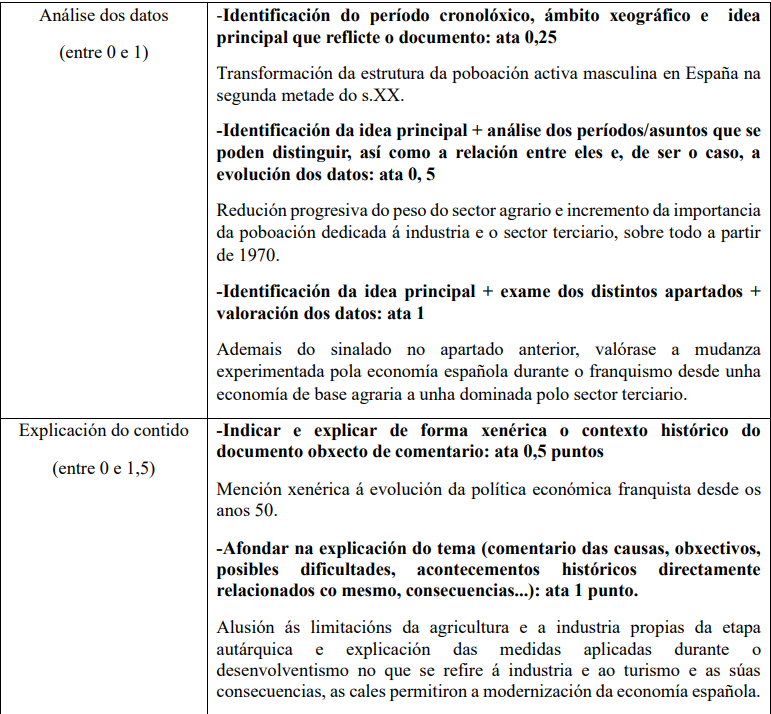 Análise dos datos
(entre 0 e 1)
-Identificación do período cronolóxico, ámbito xeográfico e idea
principal que reflicte o documento: ata 0,25
Transformación da estrutura da poboación activa masculina en España na
segunda metade do s.XX.
-Identificación da idea principal + análise dos períodos/asuntos que se
poden distinguir, así como a relación entre eles e, de ser o caso, a
evolución dos datos: ata 0, 5
Redución progresiva do peso do sector agrario e incremento da importancia
da poboación dedicada á industria e o sector terciario, sobre todo a partir
de 1970.
-Identificación da idea principal + exame dos distintos apartados +
valoración dos datos: ata 1
Ademais do sinalado no apartado anterior, valórase a mudanza
experimentada pola economía española durante o franquismo desde unha
economía de base agraria a unha dominada polo sector terciario.
Explicación do contido
(entre 0 e 1,5)
-Indicar e explicar de forma xenérica o contexto histórico do
documento obxecto de comentario: ata 0,5 puntos
Mención xenérica á evolución da política económica franquista desde os
anos 50.
-Afondar na explicación do tema (comentario das causas, obxectivos,
posibles dificultades, acontecementos históricos directamente
relacionados co mesmo, consecuencias...): ata 1 punto.
Alusión ás limitacións da agricultura e a industria propias da etapa
autárquica e explicación das medidas aplicadas durante o
desenvolventismo no que se refire á industria e ao turismo e as súas
consecuencias, as cales permitiron a modernización da economía española.